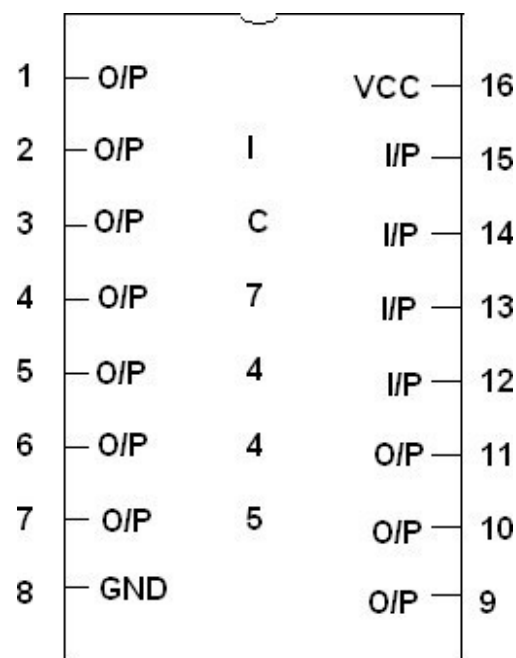 1 O/P VCC 16
2 O/P I I/P 15
3 O/P C I/P 14
4 O/P 7 I/P 13
5 O/P 4 I/P 12
6 O/P 4 O/P 11
7 O/P 5 O/P 10
8 GND O/P 9